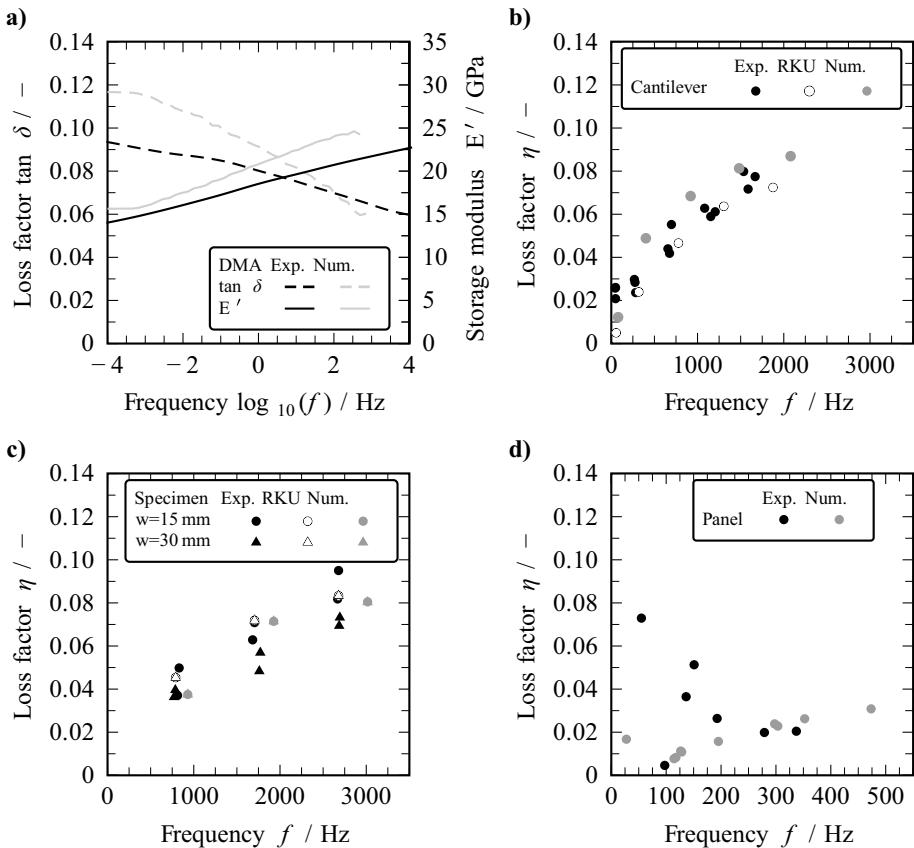 a)
0.14
0.12
0.10
0.08
0.06
0.04
0.02
0
Loss factor tan δ / −
35
30
25
20
15
10
5
0
Storage modulus E ′ / GPa
DMA Exp. Num.
tan δ
E ′
−4 −2 0 2 4
Frequency log 10 (f) / Hz
b)
0.14
0.12
0.10
0.08
0.06
0.04
0.02
0
Loss factor η / −
Exp. RKU Num.
Cantilever
0 1000 2000 3000
Frequency f / Hz
c)
0.14
0.12
0.10
0.08
0.06
0.04
0.02
0
Loss factor η / −
Specimen Exp. RKU Num.
w=15 mm
w=30 mm
0 1000 2000 3000
Frequency f / Hz
d)
0.14
0.12
0.10
0.08
0.06
0.04
0.02
0
Loss factor η / −
Exp. Num.
Panel
0 100 200 300 400 500
Frequency f / Hz